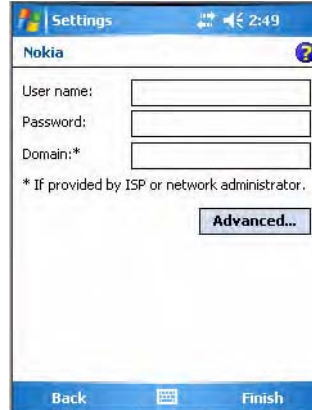 Settings 2:49
Nokia
User name:
Password:
Domain:*
* If provided by ISP or network administrator.
Advanced...
Back Finish